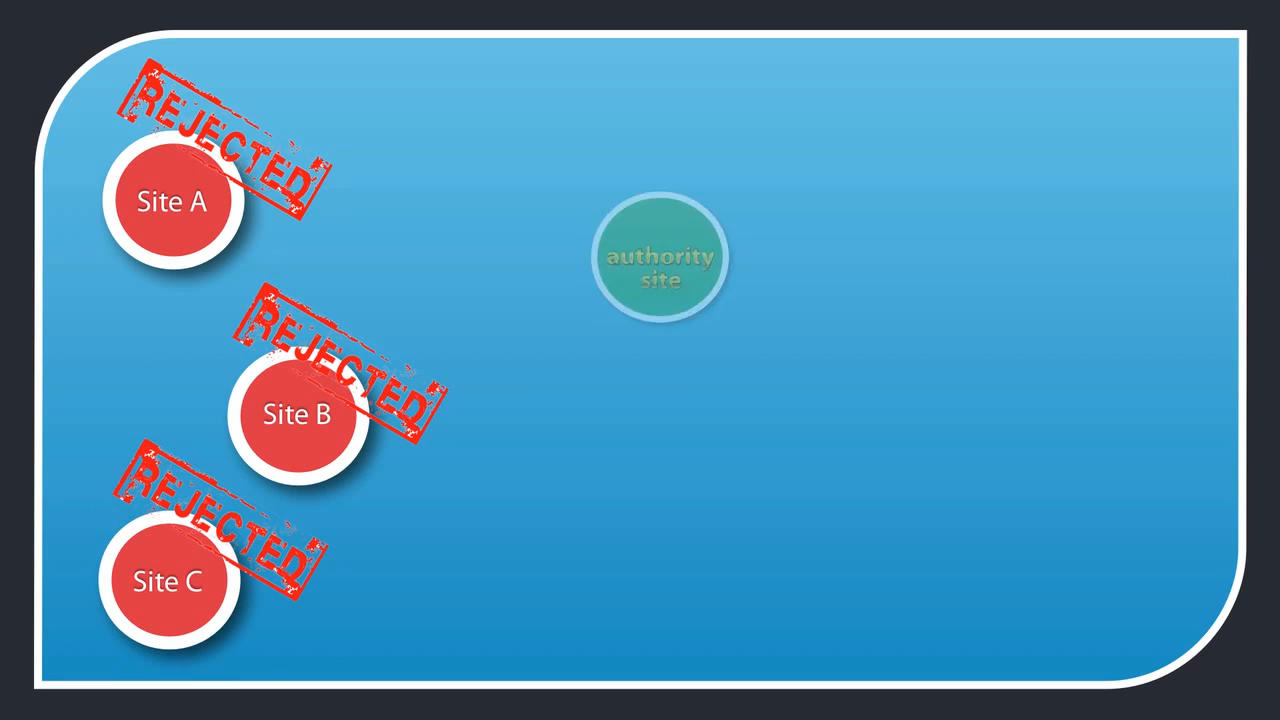 REJECTED
Site A
authority
site
REJECTED
Site B
REJECTED
Site C